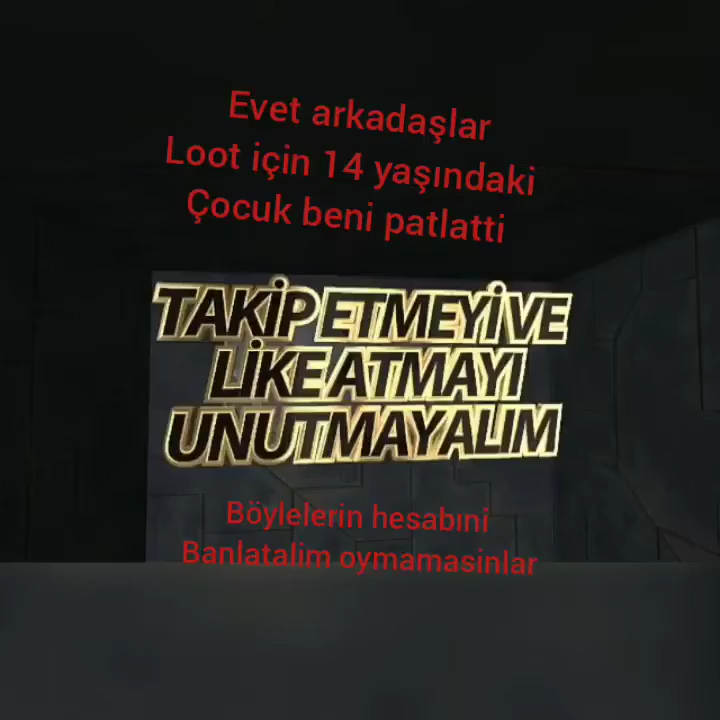 Evet arkadaşlar
Loot için 14 yaşındaki
Çocuk beni patlatti
TAKİP ETMEYİ VE
LİKE ATMAYI
UNUTMAYALIM
Böylelerin hesabıni
Banlatalim oymamasinlar